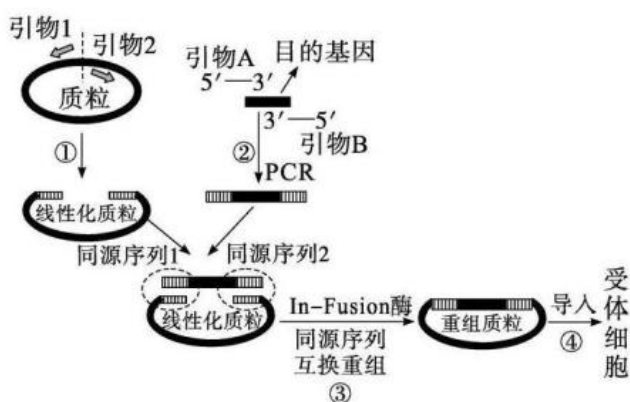 引物1
引物2
质粒
引物A
5′—3′
目的基因
3′—5′
引物B
①
②
PCR
线性化质粒
同源序列1
同源序列2
线性化质粒
In-Fusion酶
同源序列
互换重组
③
重组质粒
导入
④
受体细胞